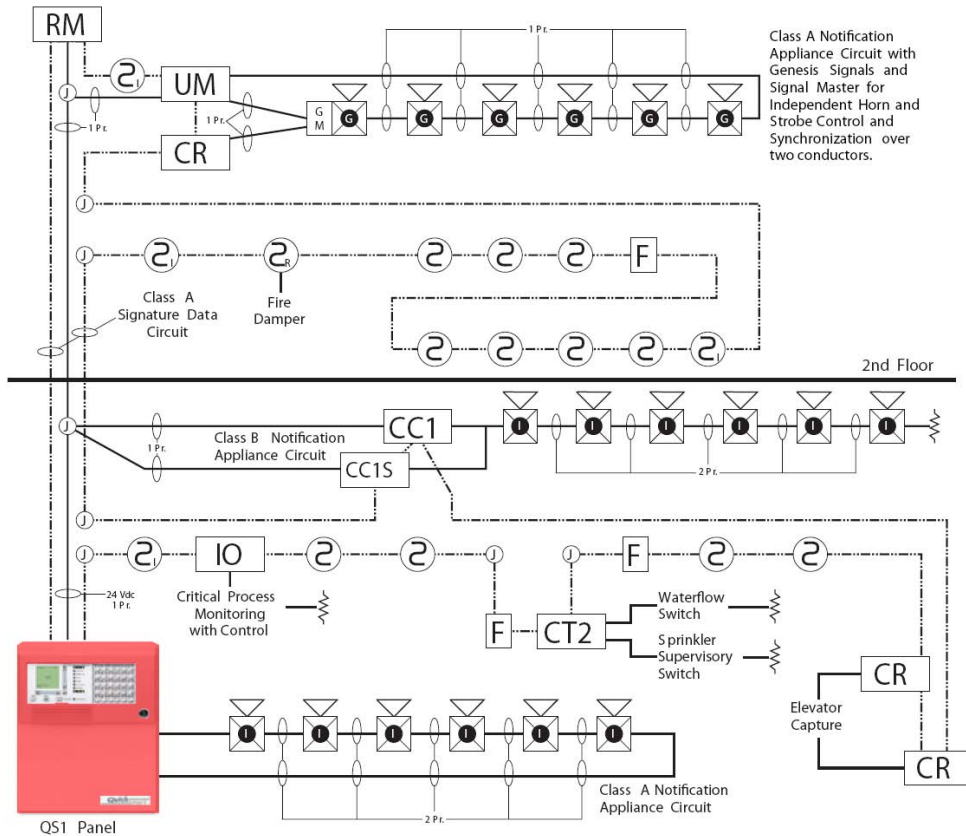 RM
1 Pr.
Class A Notification
Appliance Circuit with
Genesis Signals and
Signal Master for
Independent Horn and
Strobe Control and
Synchronization over
two conductors.
I
UM
J
1 Pr.
1 Pr.
G
M
G
G
G
G
G
G
CR
J
J
I
R
F
Fire
Damper
Class A
Signature Data
Circuit
I
2nd Floor
J
1 Pr.
Class B Notification
Appliance Circuit
CC1
CC1S
I
I
I
I
I
I
2 Pr.
J
J
I
IO
J
J
F
24 Vdc
1 Pr.
Critical Process
Monitoring
with Control
F
CT2
Waterflow
Switch
Sprinkler
Supervisory
Switch
CR
Elevator
Capture
CR
I
I
I
I
I
I
2 Pr.
Class A Notification
Appliance Circuit
QS1 Panel